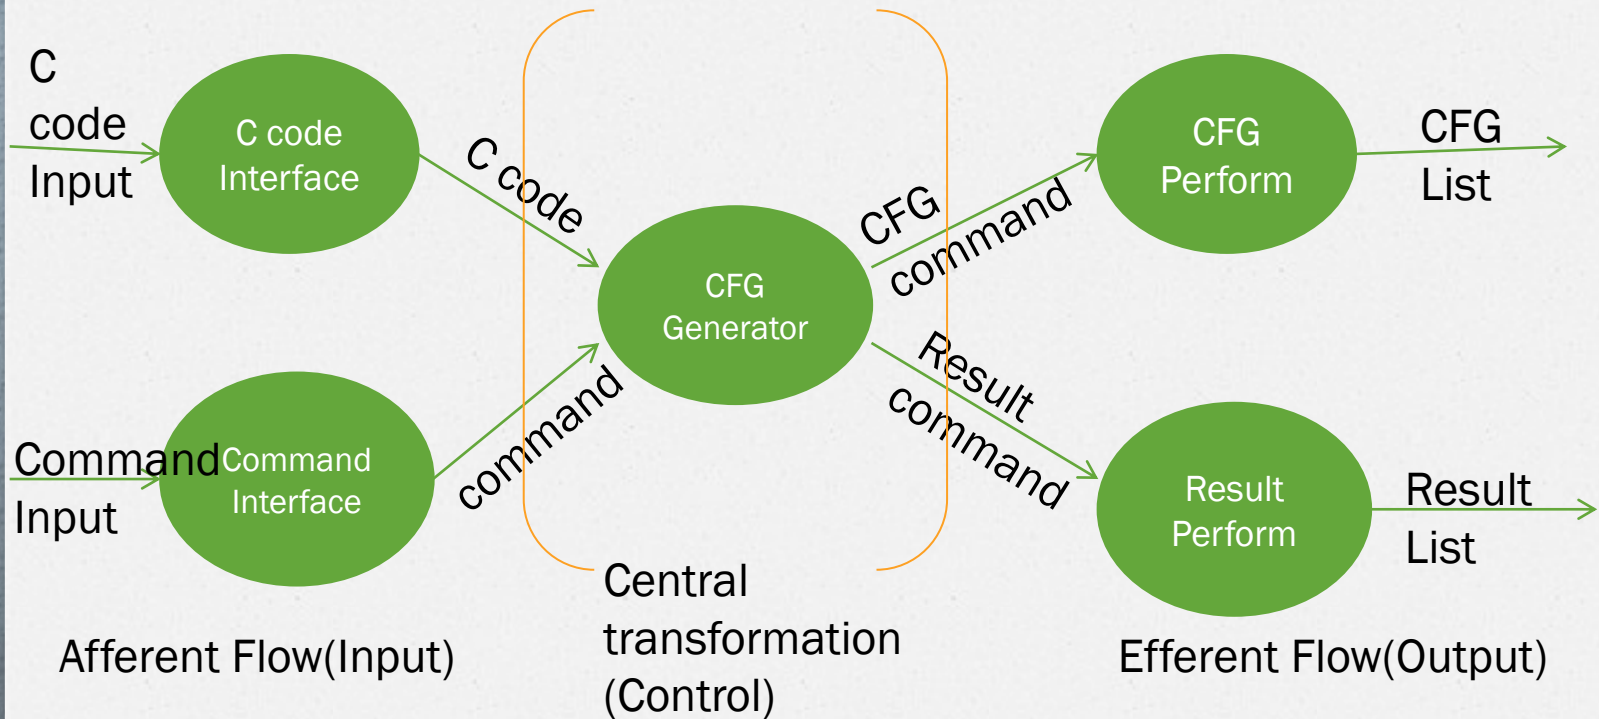 C
code
Input
C code
Interface
C code
CFG
Generator
CFG
command
CFG
Perform
CFG
List
Command
Input
Command
Interface
command
Result
command
Result
Perform
Result
List
Afferent Flow(Input)
Central
transformation
(Control)
Efferent Flow(Output)